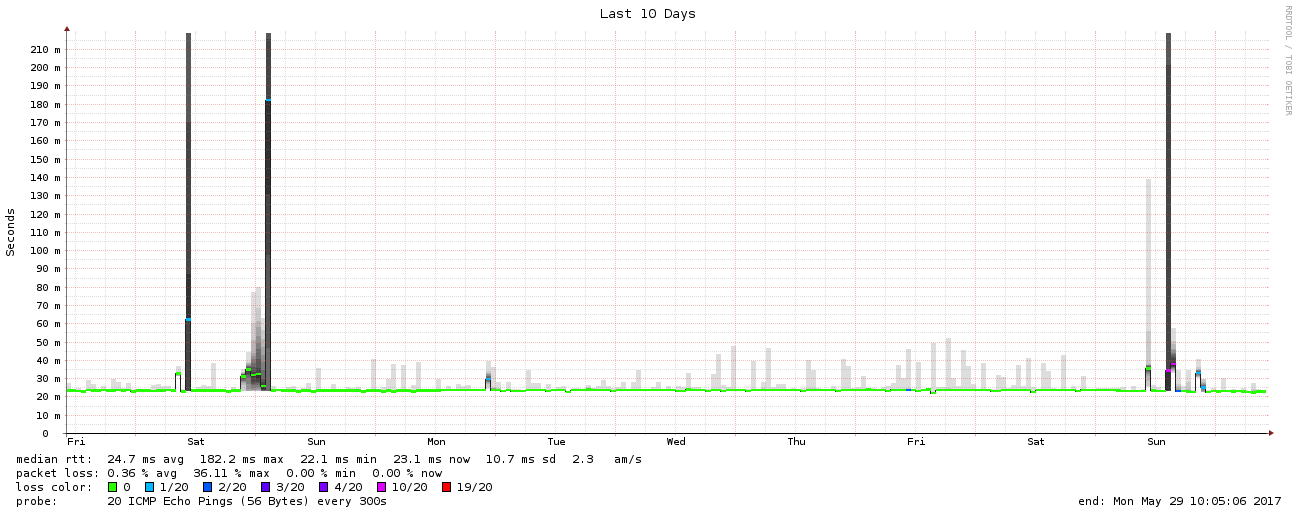 Last 10 Days
RRDTOOL / TOBI OETIKER
Seconds
210 m
200 m
190 m
180 m
170 m
160 m
150 m
140 m
130 m
120 m
110 m
100 m
90 m
80 m
70 m
60 m
50 m
40 m
30 m
20 m
10 m
0
Fri Sat Sun Mon Tue Wed Thu Fri Sat Sun
median rtt: 24.7 ms avg 182.2 ms max 22.1 ms min 23.1 ms now 10.7 ms sd 2.3 am/s
packet loss: 0.36 % avg 36.11 % max 0.00 % min 0.00 % now
loss color: 0 1/20 2/20 3/20 4/20 10/20 19/20
probe: 20 ICMP Echo Pings (56 Bytes) every 300s end: Mon May 29 10:05:06 2017